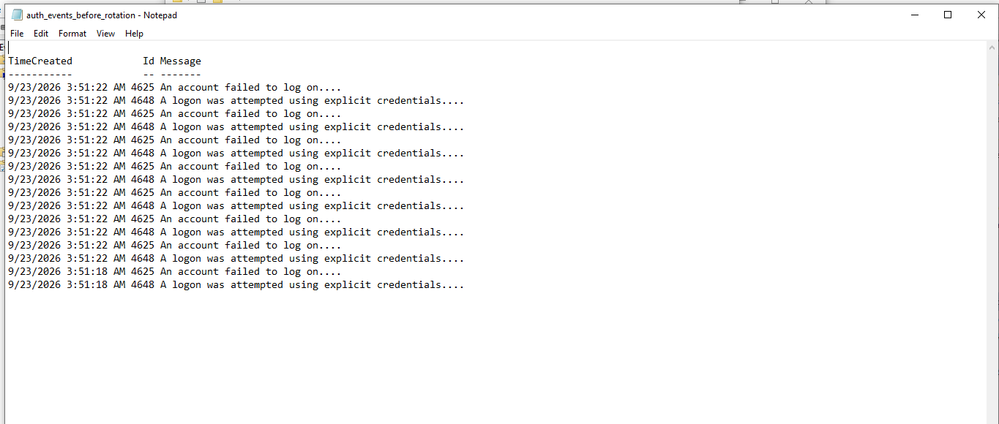 auth_events_before_rotation - Notepad
File Edit Format View Help
TimeCreated            Id Message
-----------            -- -------
9/23/2026 3:51:22 AM 4625 An account failed to log on....
9/23/2026 3:51:22 AM 4648 A logon was attempted using explicit credentials....
9/23/2026 3:51:22 AM 4625 An account failed to log on....
9/23/2026 3:51:22 AM 4648 A logon was attempted using explicit credentials....
9/23/2026 3:51:22 AM 4625 An account failed to log on....
9/23/2026 3:51:22 AM 4648 A logon was attempted using explicit credentials....
9/23/2026 3:51:22 AM 4625 An account failed to log on....
9/23/2026 3:51:22 AM 4648 A logon was attempted using explicit credentials....
9/23/2026 3:51:22 AM 4625 An account failed to log on....
9/23/2026 3:51:22 AM 4648 A logon was attempted using explicit credentials....
9/23/2026 3:51:22 AM 4625 An account failed to log on....
9/23/2026 3:51:22 AM 4648 A logon was attempted using explicit credentials....
9/23/2026 3:51:22 AM 4625 An account failed to log on....
9/23/2026 3:51:22 AM 4648 A logon was attempted using explicit credentials....
9/23/2026 3:51:18 AM 4625 An account failed to log on....
9/23/2026 3:51:18 AM 4648 A logon was attempted using explicit credentials....